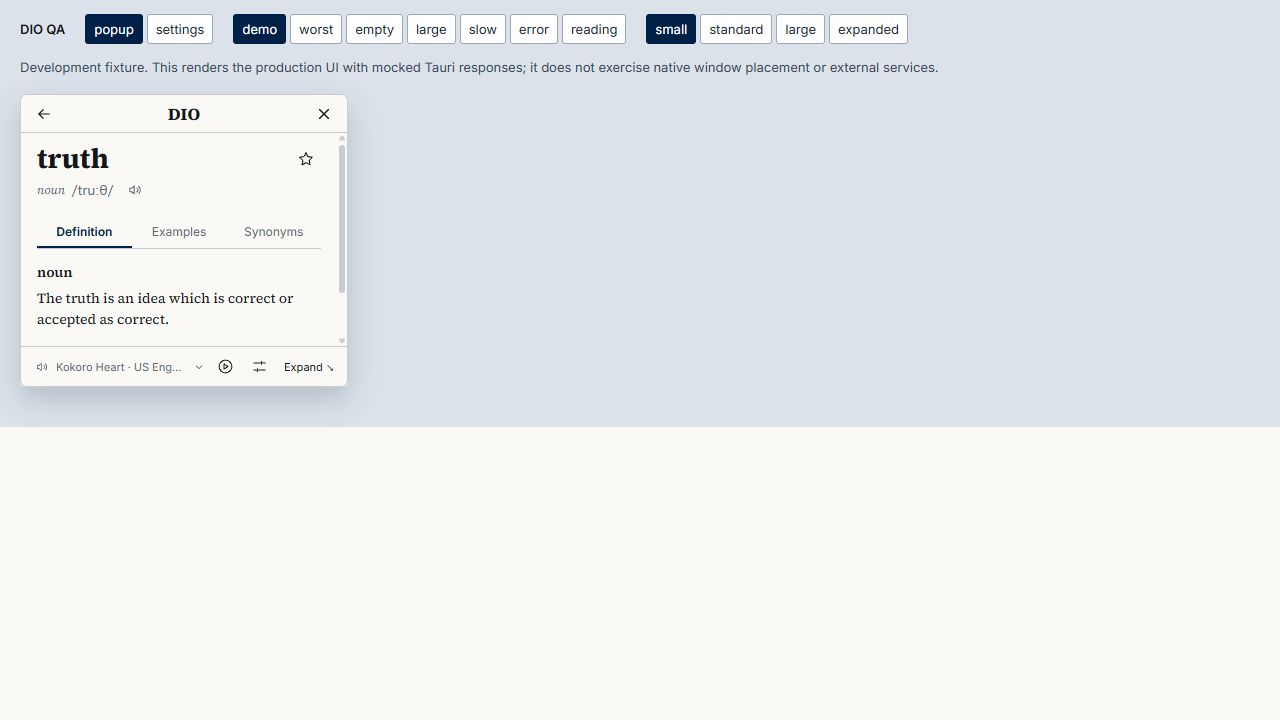 DIO QA popup settings demo worst empty large slow error reading small standard large expanded
Development fixture. This renders the production UI with mocked Tauri responses; it does not exercise native window placement or external services.
DIO
truth
noun /truːθ/
Definition Examples Synonyms
noun
The truth is an idea which is correct or
accepted as correct.
Kokoro Heart · US Eng... Expand ↘